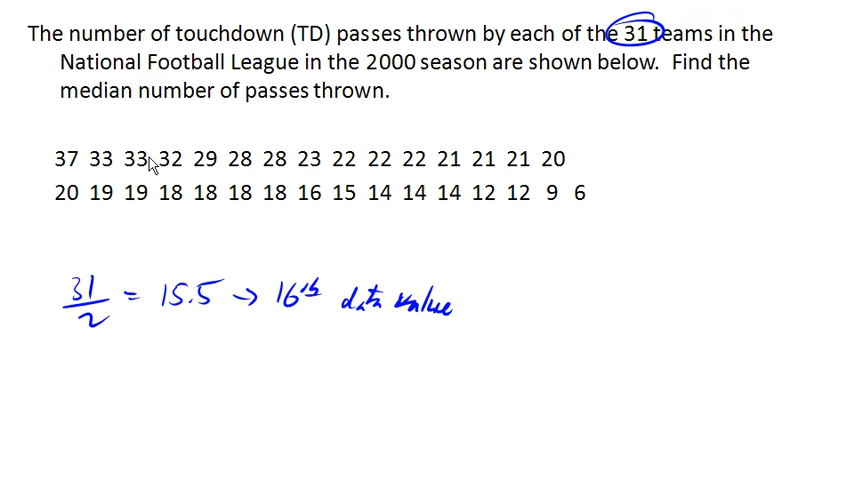 The number of touchdown (TD) passes thrown by each of the 31 teams in the
National Football League in the 2000 season are shown below. Find the
median number of passes thrown.
37 33 33 32 29 28 28 23 22 22 22 21 21 21 20
20 19 19 18 18 18 18 16 15 14 14 14 12 12 9 6
31/2 = 15.5 → 16th data value